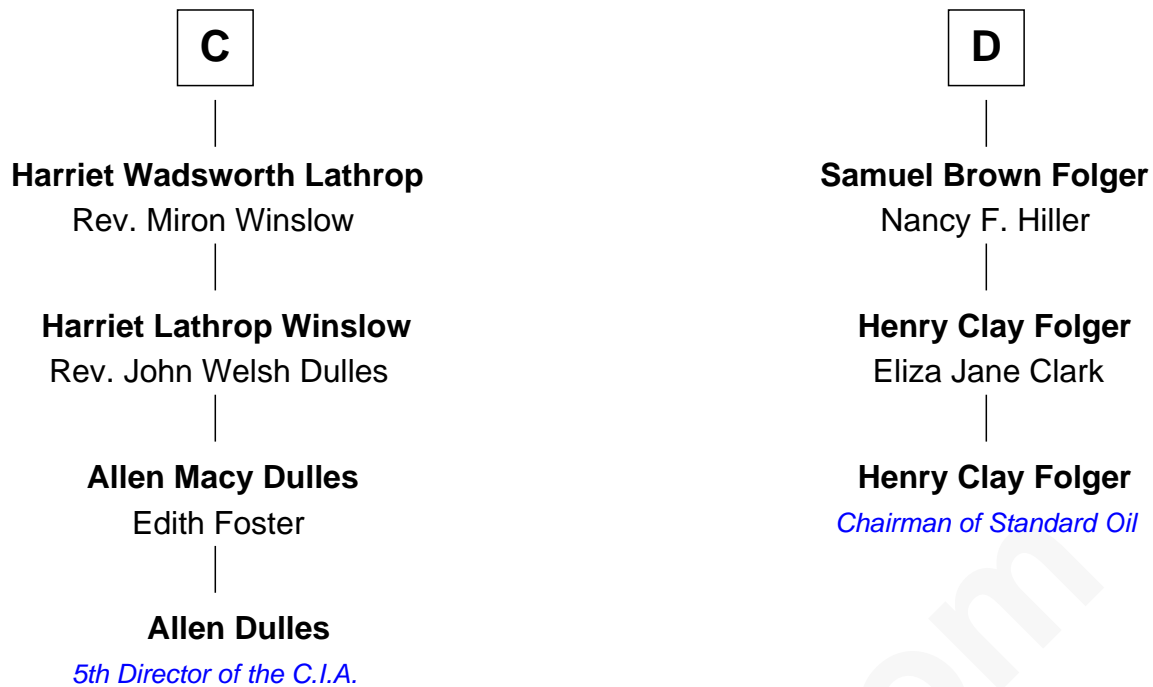 C
Harriet Wadsworth Lathrop
Rev. Miron Winslow
Harriet Lathrop Winslow
Rev. John Welsh Dulles
Allen Macy Dulles
Edith Foster
Allen Dulles
5th Director of the C.I.A.
D
Samuel Brown Folger
Nancy F. Hiller
Henry Clay Folger
Eliza Jane Clark
Henry Clay Folger
Chairman of Standard Oil
om